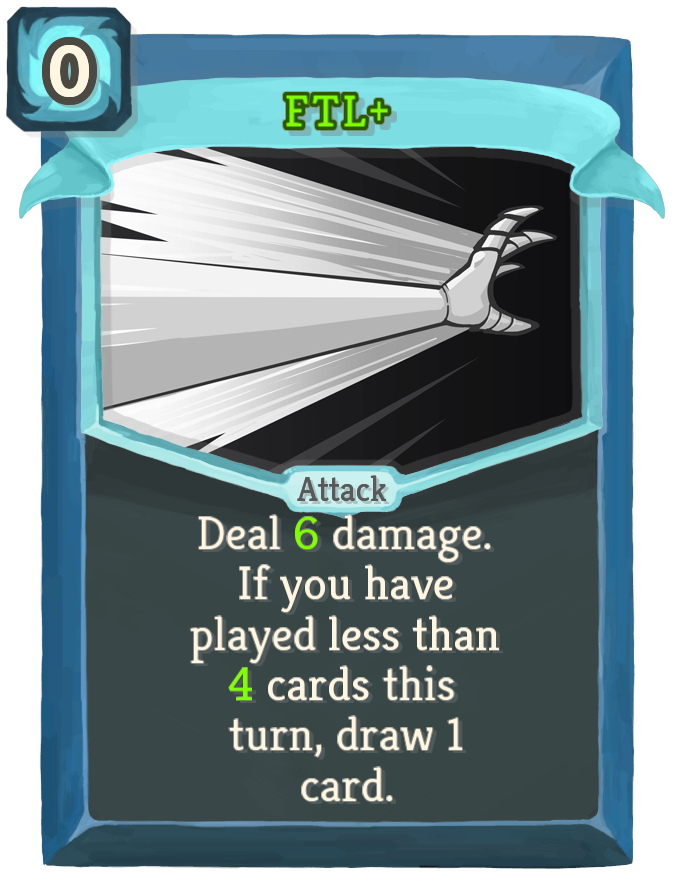 0
FTL+
Attack
Deal 6 damage.
If you have
played less than
4 cards this
turn, draw 1
card.